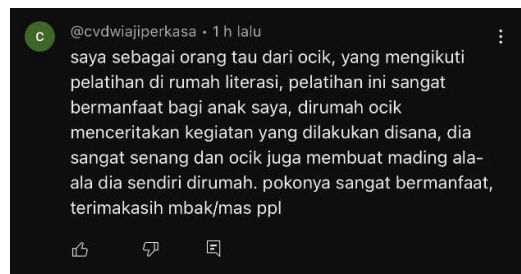 C
@cvdwiajiperkasa • 1 h lalu
saya sebagai orang tau dari ocik, yang mengikuti
pelatihan di rumah literasi, pelatihan ini sangat
bermanfaat bagi anak saya, dirumah ocik
menceritakan kegiatan yang dilakukan disana, dia
sangat senang dan ocik juga membuat mading ala-
ala dia sendiri dirumah. pokonya sangat bermanfaat,
terimakasih mbak/mas ppl